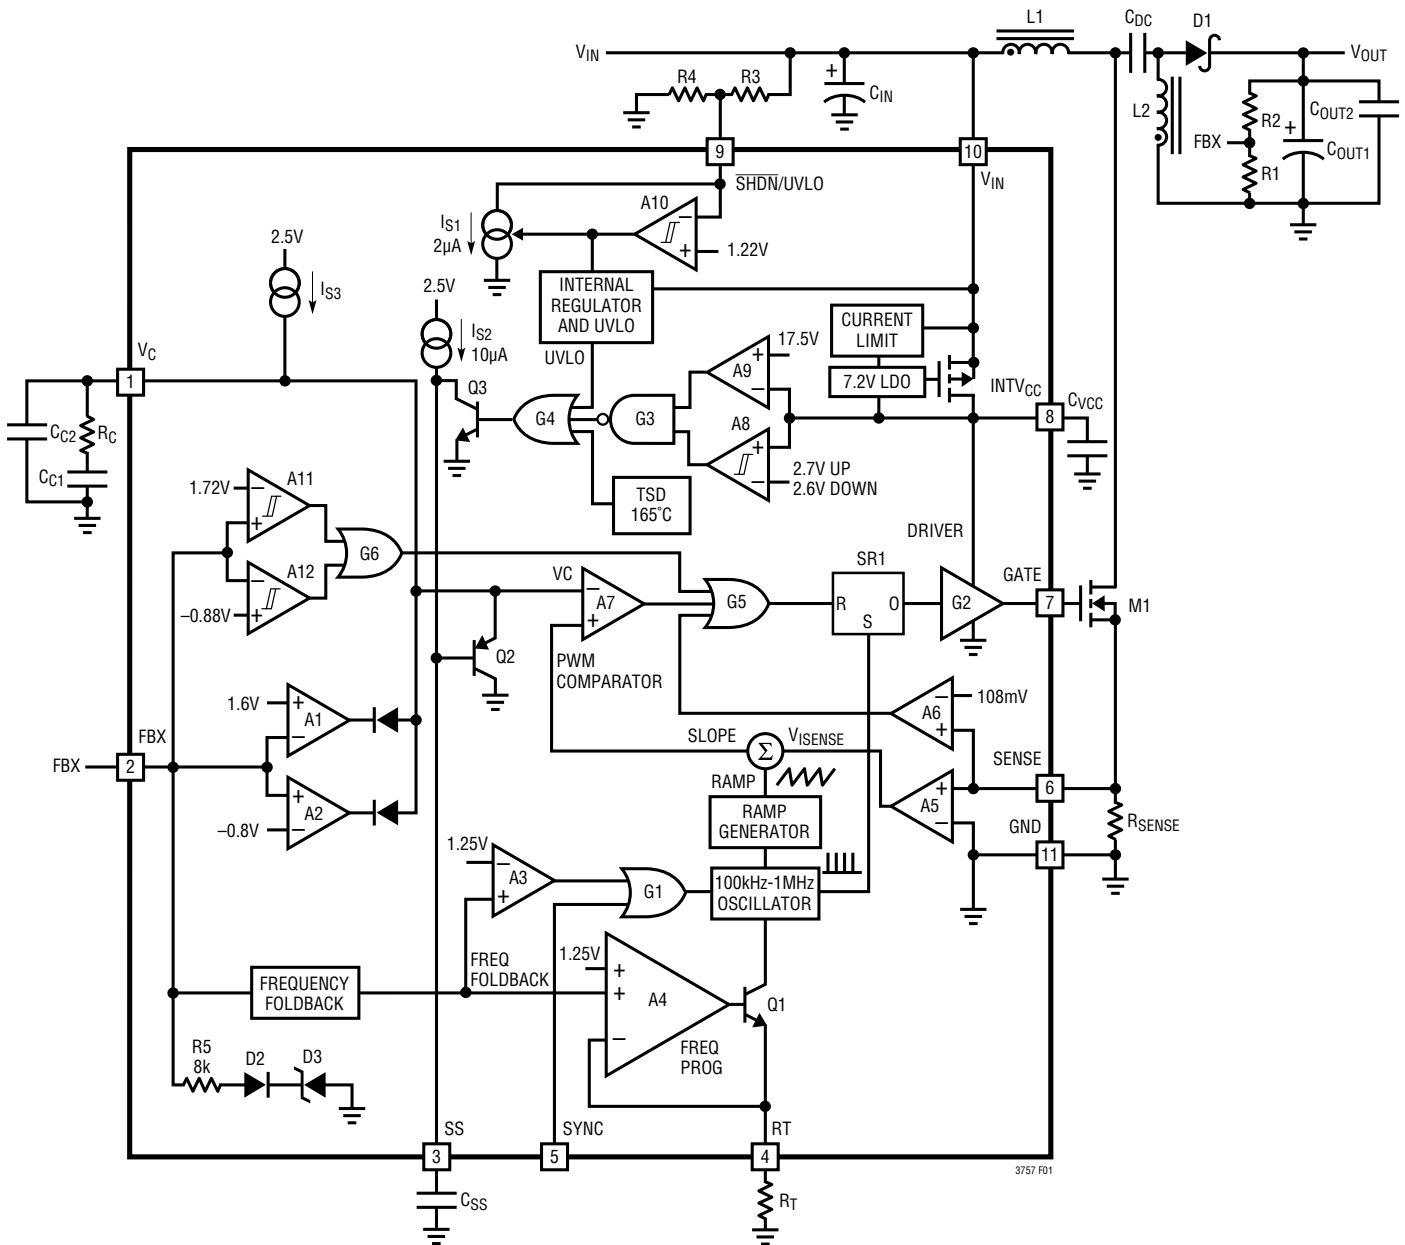 L1
CDC
D1
VIN
VOUT
R4
R3
+
CIN
L2
R2
+
COUT2
FBX
COUT1
R1
9
10
SHDN/UVLO
VIN
A10
–
IS1
2µA
+
1.22V
2.5V
IS3
2.5V
INTERNAL
REGULATOR
AND UVLO
IS2
10µA
CURRENT
LIMIT
17.5V
UVLO
VC
+
A9
–
7.2V LDO
INTVCC
CVCC
1
Q3
8
G4
G3
A8
CC2
RC
+
–
2.7V UP
2.6V DOWN
CC1
1.72V
–
A11
+
TSD
165˚C
DRIVER
G6
SR1
–
A12
VC
GATE
–
A7
+
G5
R
O
S
G2
7
M1
–0.88V
+
Q2
PWM
COMPARATOR
1.6V
+
A1
–
–
108mV
A6
+
FBX
SLOPE
Σ
VISENSE
SENSE
FBX
2
6
RAMP
+
A2
–
–0.8V
RAMP
GENERATOR
+
A5
–
GND
RSENSE
1.25V
–
A3
+
11
G1
100kHz-1MHz
OSCILLATOR
FREQ
FOLDBACK
1.25V
+
+
A4
–
FREQUENCY
FOLDBACK
Q1
FREQ
PROG
R5
8k
D2
D3
SS
SYNC
RT
3
5
4
3757 F01
CSS
RT